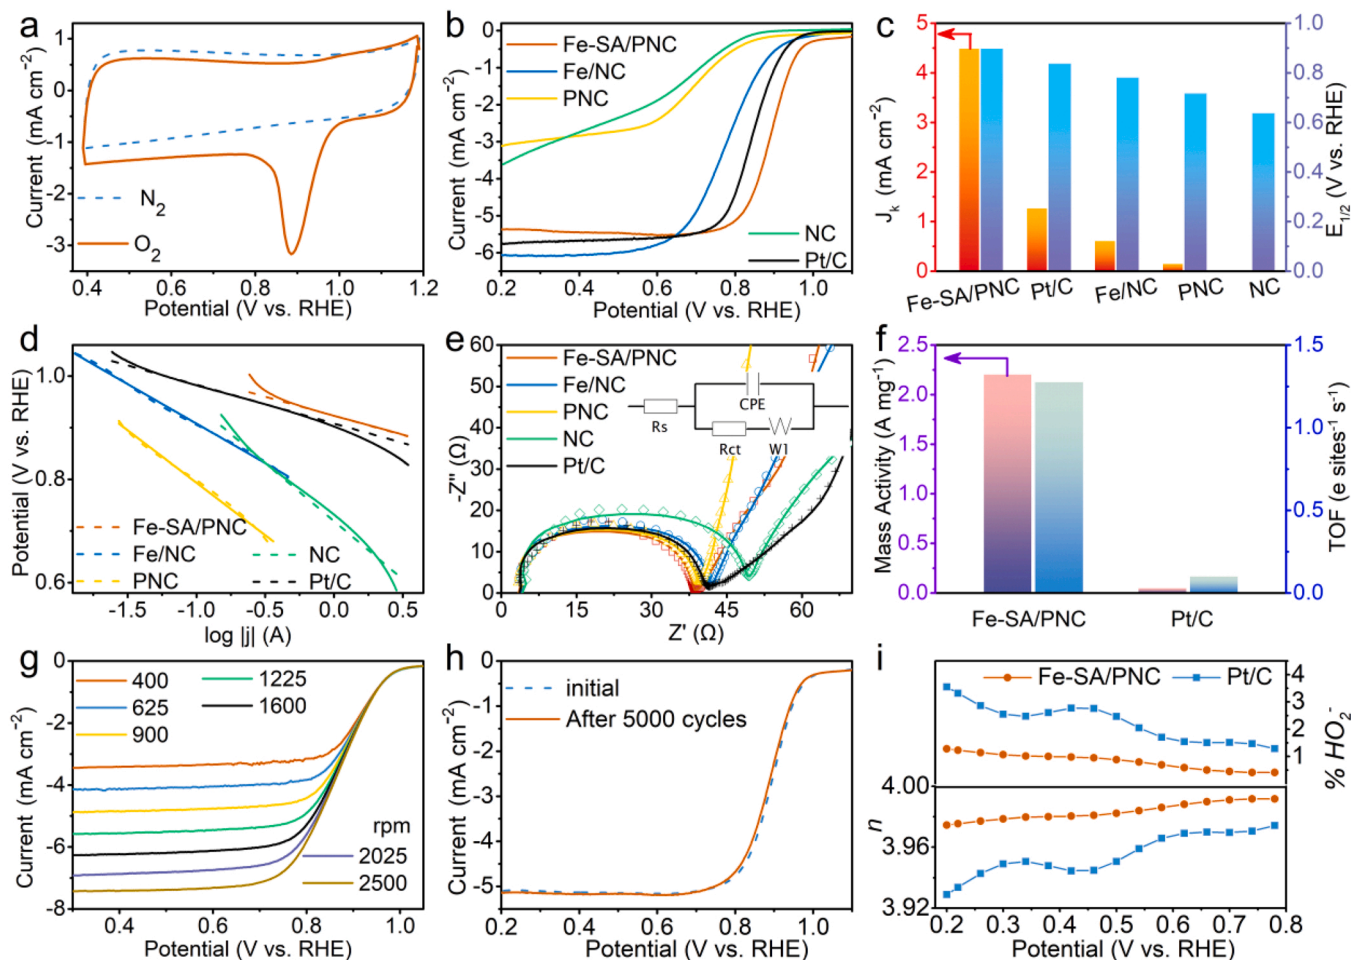 a
1
0
-1
-2
-3
Current (mA cm-2)
N2
O2
0.4 0.6 0.8 1.0 1.2
Potential (V vs. RHE)
b
0
-1
-2
-3
-4
-5
-6
Current (mA cm-2)
Fe-SA/PNC
Fe/NC
PNC
NC
Pt/C
0.2 0.4 0.6 0.8 1.0
Potential (V vs. RHE)
c
5
4
3
2
1
0
Jk (mA cm-2)
1.0
0.8
0.6
0.4
0.2
0.0
E1/2 (V vs. RHE)
Fe-SA/PNC Pt/C Fe/NC PNC NC
d
1.0
0.8
0.6
Potential (V vs. RHE)
Fe-SA/PNC
Fe/NC
PNC
NC
Pt/C
-1.5 -1.0 -0.5 0.0 0.5
log |j| (A)
e
60
50
40
30
20
10
0
-Z'' (Ω)
Fe-SA/PNC
Fe/NC
PNC
NC
Pt/C
Rs
CPE
Rct
W1
0 15 30 45 60
Z' (Ω)
f
2.5
2.0
1.5
1.0
0.5
0.0
Mass Activity (A mg-1)
1.5
1.0
0.5
0.0
TOF (e sites-1 s-1)
Fe-SA/PNC Pt/C
g
0
-2
-4
-6
-8
Current (mA cm-2)
400
625
900
1225
1600
rpm
2025
2500
0.4 0.6 0.8 1.0
Potential (V vs. RHE)
h
0
-1
-2
-3
-4
-5
Current (mA cm-2)
initial
After 5000 cycles
0.2 0.4 0.6 0.8 1.0
Potential (V vs. RHE)
i
Fe-SA/PNC Pt/C
4
3
2
1
% HO2-
4.00
3.96
3.92
n
0.2 0.3 0.4 0.5 0.6 0.7 0.8
Potential (V vs. RHE)